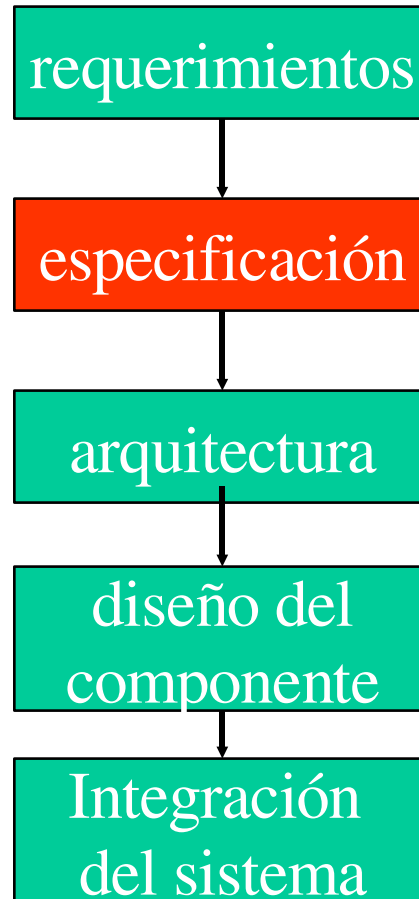 requerimientos
especificación
arquitectura
diseño del
componente
Integración
del sistema